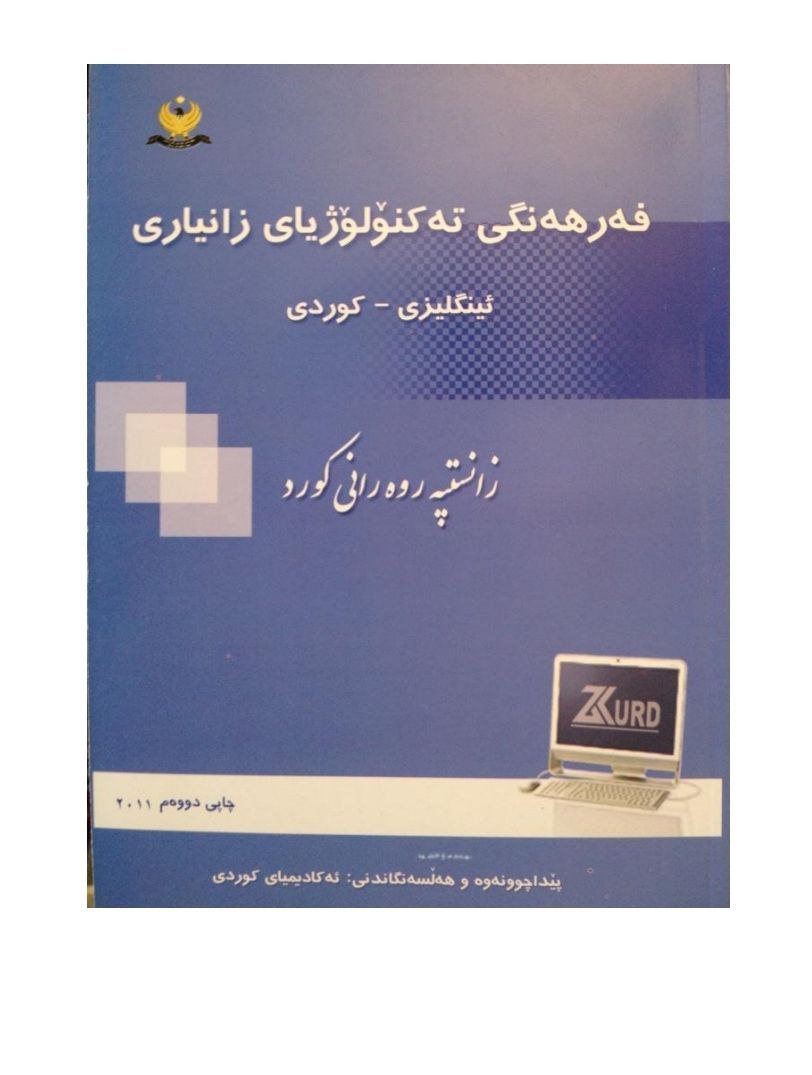 فەرهەنگی تەکنۆلۆژیای زانیاری
ئینگلیزی - کوردی
زانستپەروەرانی کورد
ZKURD
چاپی دووەم ٢٠١١
پێداچوونەوە و هەڵسەنگاندنی: ئەکادیمیای کوردی